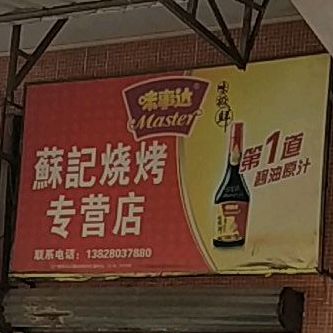 味事达
Master
蘇記烧烤
专营店
联系电话：13828037880
味极鲜
第1道
酱油原汁